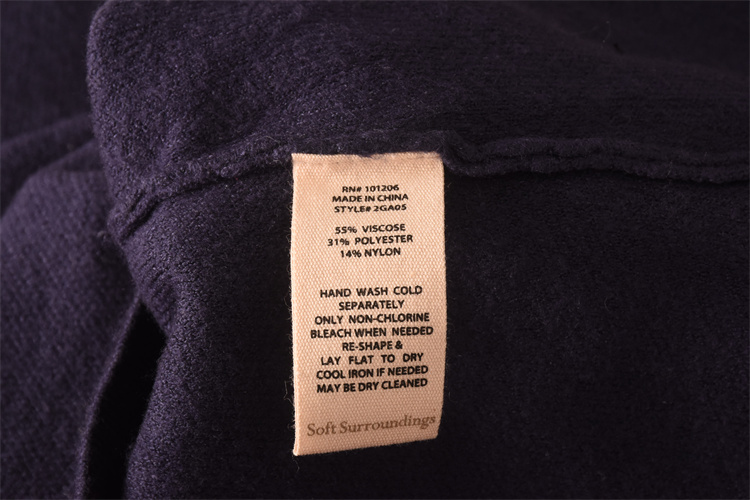 RN# 101206
MADE IN CHINA
STYLE# 2GA05
55% VISCOSE
31% POLYESTER
14% NYLON
HAND WASH COLD
SEPARATELY
ONLY NON-CHLORINE
BLEACH WHEN NEEDED
RE-SHAPE &
LAY FLAT TO DRY
COOL IRON IF NEEDED
MAY BE DRY CLEANED
Soft Surroundings